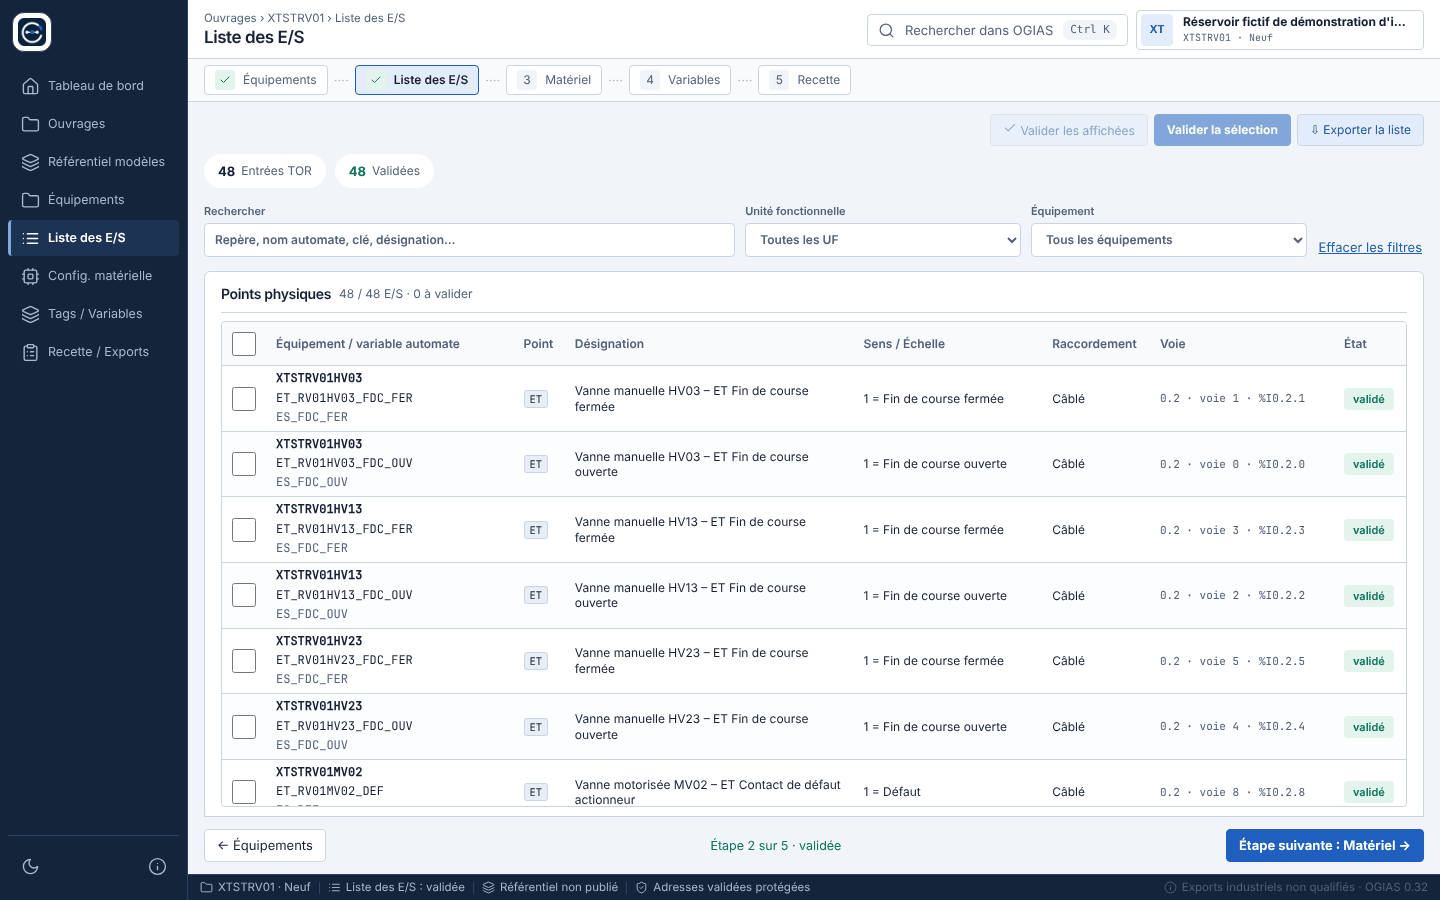 Ouvrages › XTSTRV01 › Liste des E/S
Liste des E/S
Rechercher dans OGIAS Ctrl K
XT
Réservoir fictif de démonstration d'i...
XTSTRV01 · Neuf
Tableau de bord
Ouvrages
Référentiel modèles
Équipements
Liste des E/S
Config. matérielle
Tags / Variables
Recette / Exports
Équipements
Liste des E/S
3 Matériel
4 Variables
5 Recette
Valider les affichées
Valider la sélection
⇩ Exporter la liste
48 Entrées TOR
48 Validées
Rechercher
Repère, nom automate, clé, désignation...
Unité fonctionnelle
Toutes les UF
Équipement
Tous les équipements
Effacer les filtres
Points physiques 48 / 48 E/S · 0 à valider
Équipement / variable automate Point Désignation Sens / Échelle Raccordement Voie État
XTSTRV01HV03
ET_RV01HV03_FDC_FER
ES_FDC_FER
ET
Vanne manuelle HV03 – ET Fin de course
fermée
1 = Fin de course fermée
Câblé
0.2 · voie 1 · %I0.2.1
validé
XTSTRV01HV03
ET_RV01HV03_FDC_OUV
ES_FDC_OUV
ET
Vanne manuelle HV03 – ET Fin de course
ouverte
1 = Fin de course ouverte
Câblé
0.2 · voie 0 · %I0.2.0
validé
XTSTRV01HV13
ET_RV01HV13_FDC_FER
ES_FDC_FER
ET
Vanne manuelle HV13 – ET Fin de course
fermée
1 = Fin de course fermée
Câblé
0.2 · voie 3 · %I0.2.3
validé
XTSTRV01HV13
ET_RV01HV13_FDC_OUV
ES_FDC_OUV
ET
Vanne manuelle HV13 – ET Fin de course
ouverte
1 = Fin de course ouverte
Câblé
0.2 · voie 2 · %I0.2.2
validé
XTSTRV01HV23
ET_RV01HV23_FDC_FER
ES_FDC_FER
ET
Vanne manuelle HV23 – ET Fin de course
fermée
1 = Fin de course fermée
Câblé
0.2 · voie 5 · %I0.2.5
validé
XTSTRV01HV23
ET_RV01HV23_FDC_OUV
ES_FDC_OUV
ET
Vanne manuelle HV23 – ET Fin de course
ouverte
1 = Fin de course ouverte
Câblé
0.2 · voie 4 · %I0.2.4
validé
XTSTRV01MV02
ET_RV01MV02_DEF
ET
Vanne motorisée MV02 – ET Contact de défaut
actionneur
1 = Défaut
Câblé
0.2 · voie 8 · %I0.2.8
validé
← Équipements
Étape 2 sur 5 · validée
Étape suivante : Matériel →
XTSTRV01 · Neuf
Liste des E/S : validée
Référentiel non publié
Adresses validées protégées
Exports industriels non qualifiés · OGIAS 0.32